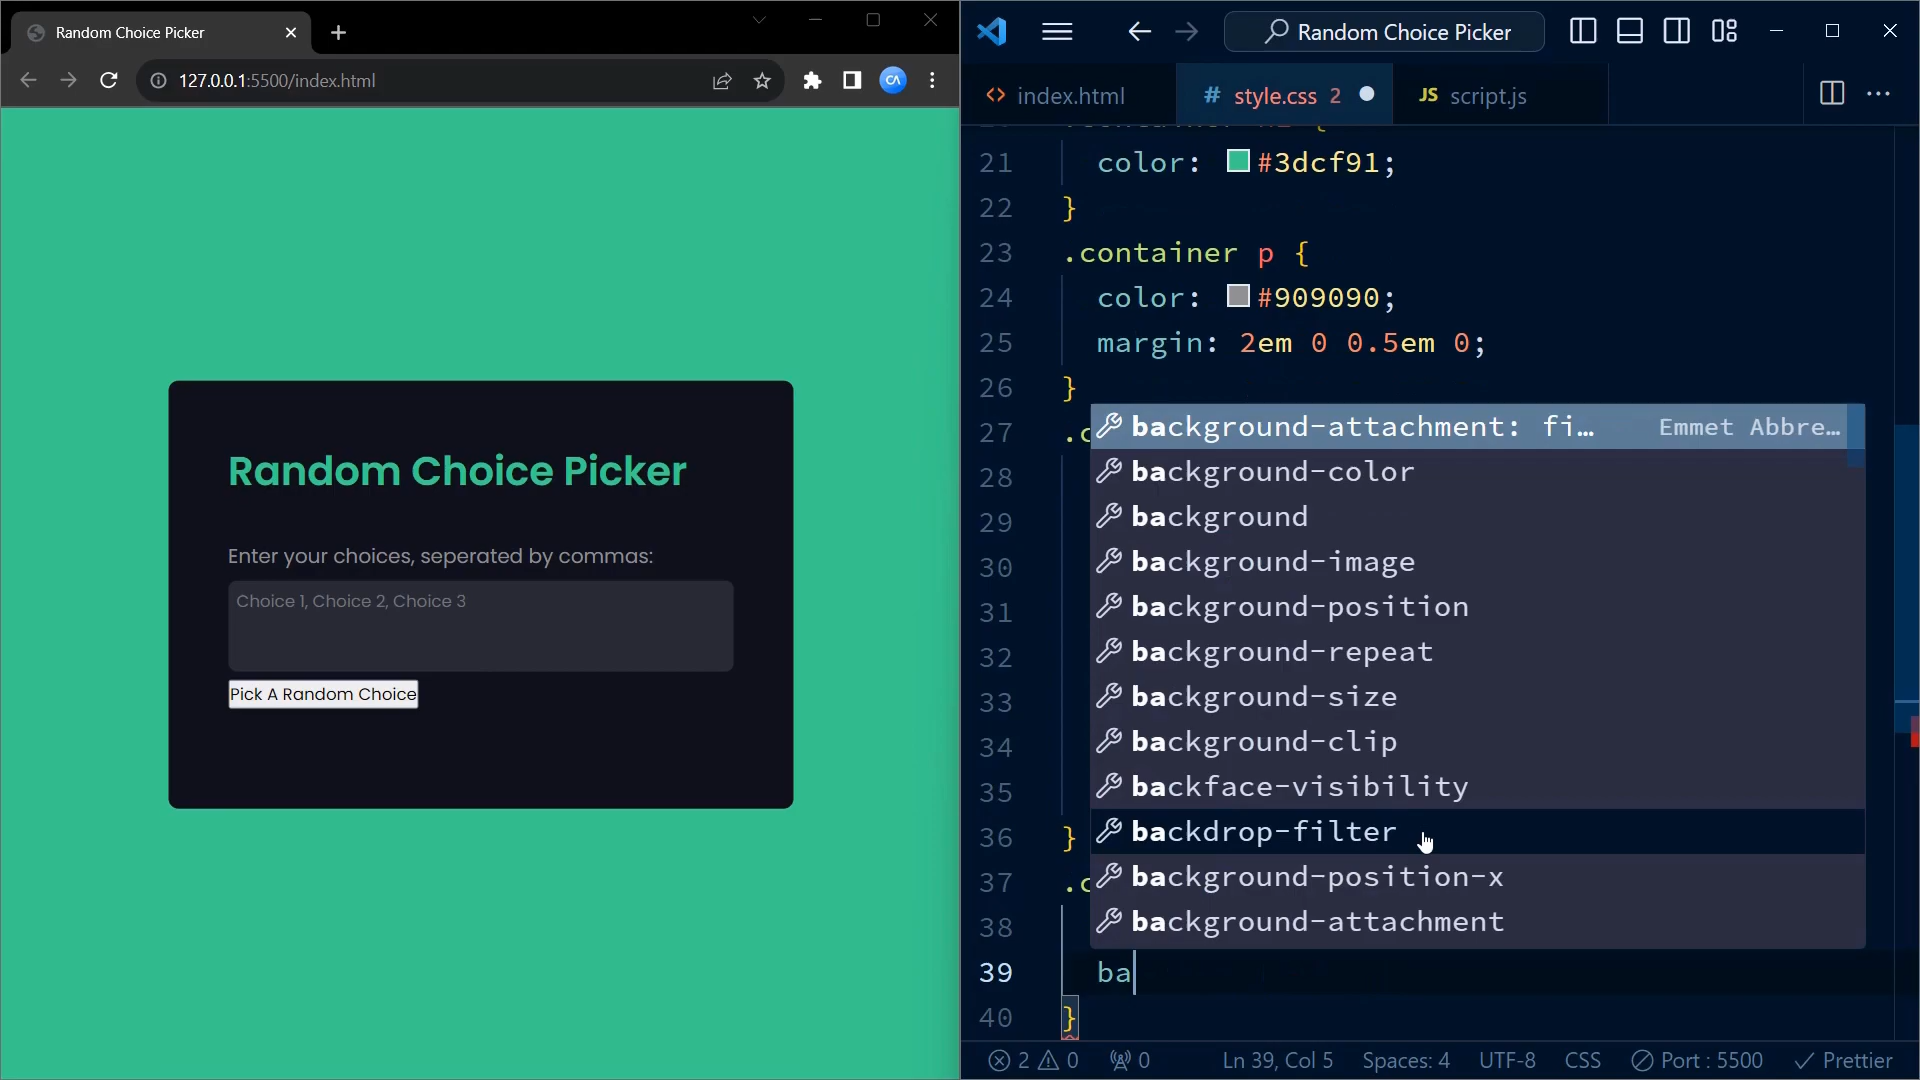 Random Choice Picker
127.0.0.1:5500/index.html
CA
Random Choice Picker
Enter your choices, seperated by commas:
Choice 1, Choice 2, Choice 3
Pick A Random Choice
Random Choice Picker
<> index.html
# style.css 2
JS script.js
21 color: #3dcf91;
22 }
23 .container p {
24 color: #909090;
25 margin: 2em 0 0.5em 0;
26 }
27 .c
28
29
30
31
32
33
34
35
36 }
37 .c
38
39 ba
40 }
background-attachment: fi… Emmet Abbre…
background-color
background
background-image
background-position
background-repeat
background-size
background-clip
backface-visibility
backdrop-filter
background-position-x
background-attachment
2 0 0 Ln 39, Col 5 Spaces: 4 UTF-8 CSS Port : 5500 Prettier